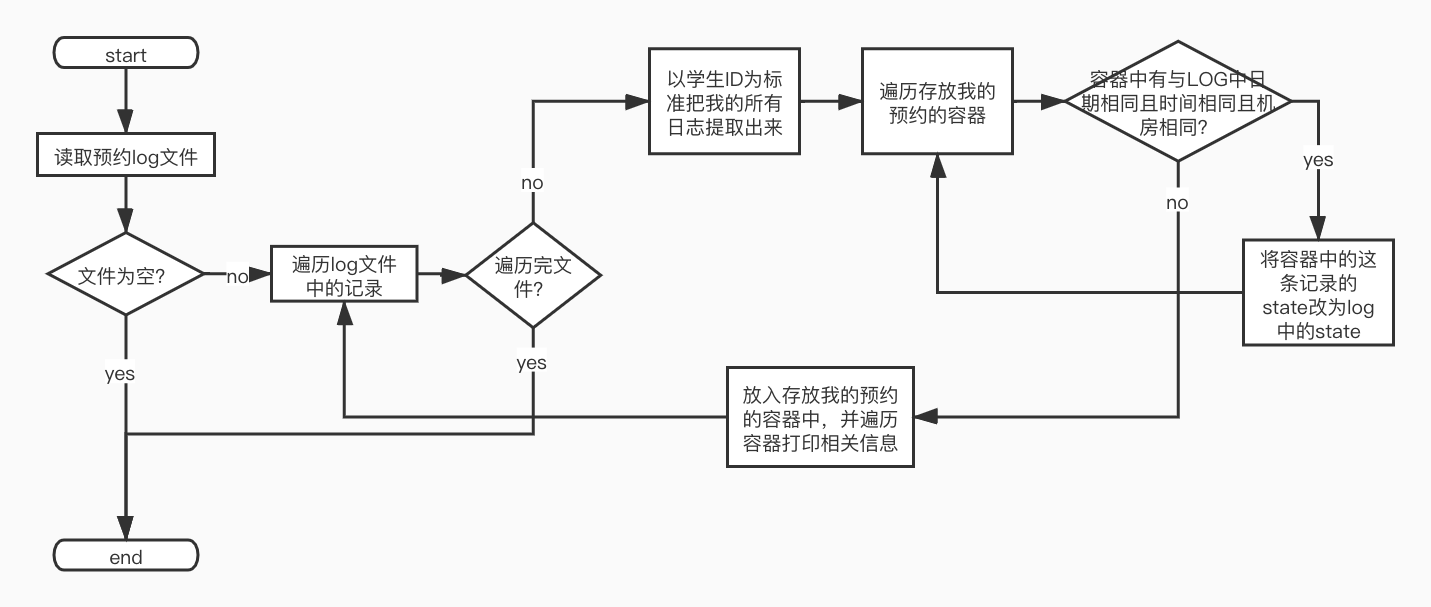 start
读取预约log文件
文件为空?
no
yes
end
遍历log文件
中的记录
遍历完文
件?
no
yes
以学生ID为标
准把我的所有
日志提取出来
遍历存放我的
预约的容器
容器中有与LOG中日
期相同且时间相同且机
房相同?
yes
no
将容器中的这
条记录的
state改为log
中的state
放入存放我的预约
的容器中，并遍历
容器打印相关信息